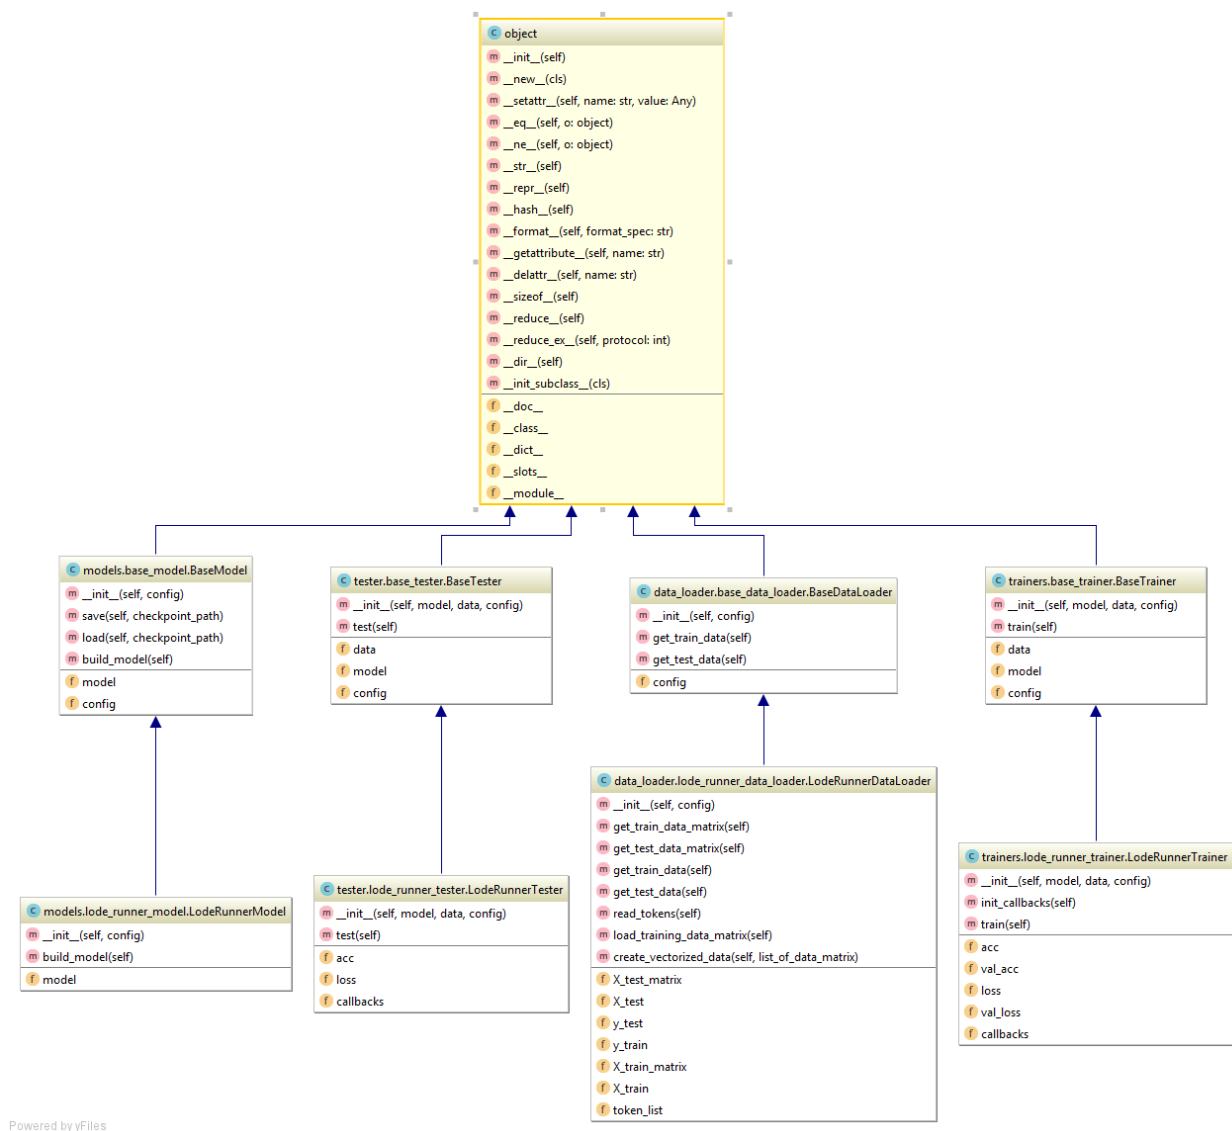 object
__init__(self)
__new__(cls)
__setattr__(self, name: str, value: Any)
__eq__(self, o: object)
__ne__(self, o: object)
__str__(self)
__repr__(self)
__hash__(self)
__format__(self, format_spec: str)
__getattribute__(self, name: str)
__delattr__(self, name: str)
__sizeof__(self)
__reduce__(self)
__reduce_ex__(self, protocol: int)
__dir__(self)
__init_subclass__(cls)
__doc__
__class__
__dict__
__slots__
__module__
models.base_model.BaseModel
__init__(self, config)
save(self, checkpoint_path)
load(self, checkpoint_path)
build_model(self)
model
config
tester.base_tester.BaseTester
__init__(self, model, data, config)
test(self)
data
model
config
data_loader.base_data_loader.BaseDataLoader
__init__(self, config)
get_train_data(self)
get_test_data(self)
config
trainers.base_trainer.BaseTrainer
__init__(self, model, data, config)
train(self)
data
model
config
models.lode_runner_model.LodeRunnerModel
__init__(self, config)
build_model(self)
model
tester.lode_runner_tester.LodeRunnerTester
__init__(self, model, data, config)
test(self)
acc
loss
callbacks
data_loader.lode_runner_data_loader.LodeRunnerDataLoader
__init__(self, config)
get_train_data_matrix(self)
get_test_data_matrix(self)
get_train_data(self)
get_test_data(self)
read_tokens(self)
load_training_data_matrix(self)
create_vectorized_data(self, list_of_data_matrix)
X_test_matrix
X_test
y_test
y_train
X_train_matrix
X_train
token_list
trainers.lode_runner_trainer.LodeRunnerTrainer
__init__(self, model, data, config)
init_callbacks(self)
train(self)
acc
val_acc
loss
val_loss
callbacks
Powered by yFiles